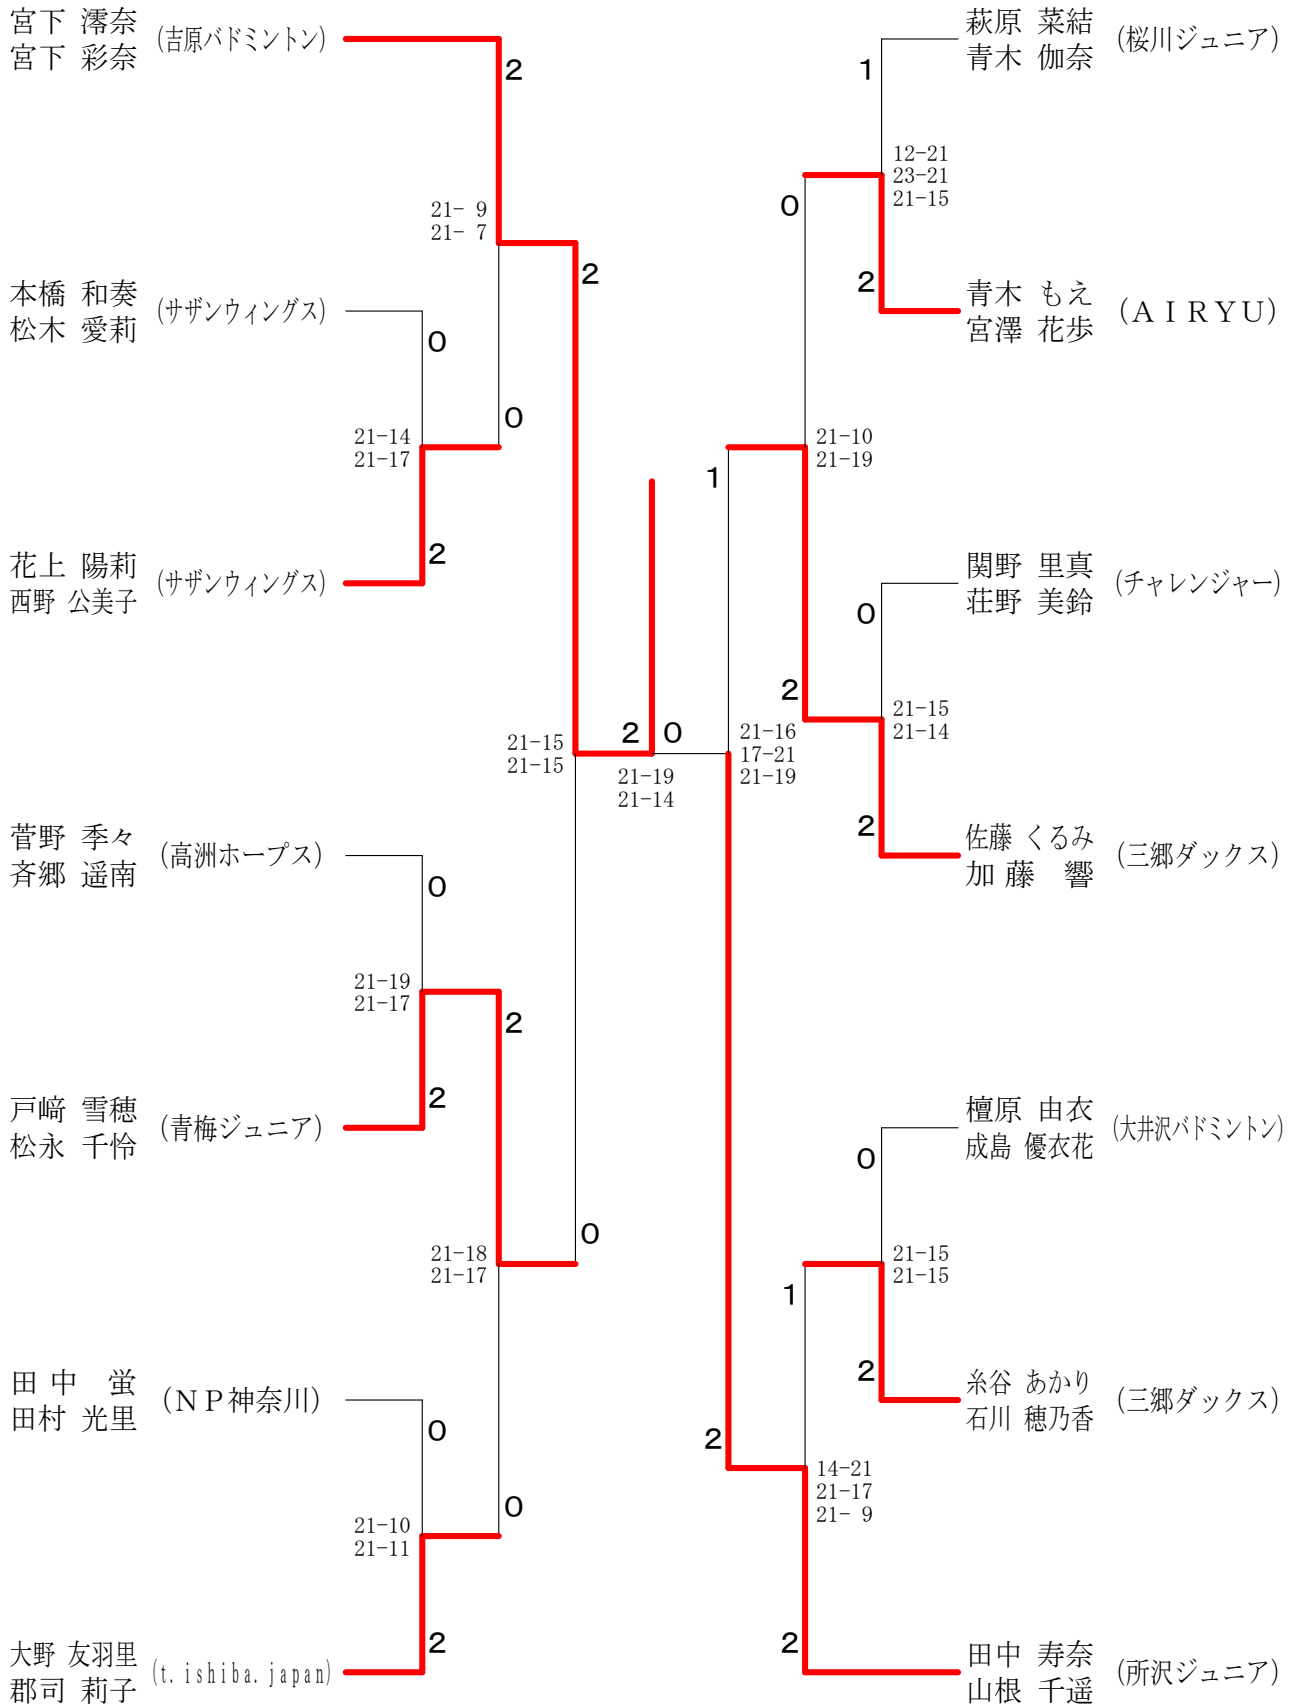 宮下 澪奈
宮下 彩奈
(吉原バドミントン)
2
21- 9
21- 7
本橋 和奏
松木 愛莉
(サザンウィングス)
0
2
0
21-14
21-17
花上 陽莉
西野 公美子
(サザンウィングス)
2
21-15
21-15
2
0
21-19
21-14
菅野 季々
斉郷 遥南
(高洲ホープス)
0
21-19
21-17
2
戸﨑 雪穂
松永 千怜
(青梅ジュニア)
2
21-18
21-17
0
田中 蛍
田村 光里
(NP神奈川)
0
21-10
21-11
0
大野 友羽里
郡司 莉子
(t.ishiba.japan)
2
萩原 菜結
青木 伽奈
(桜川ジュニア)
1
12-21
23-21
21-15
0
2
青木 もえ
宮澤 花歩
(AIRYU)
21-10
21-19
1
関野 里真
荘野 美鈴
(チャレンジャー)
0
2
21-15
21-14
21-16
17-21
21-19
2
佐藤 くるみ
加藤 響
(三郷ダックス)
檀原 由衣
成島 優衣花
(大井沢バドミントン)
0
21-15
21-15
1
2
糸谷 あかり
石川 穂乃香
(三郷ダックス)
2
14-21
21-17
21- 9
2
田中 寿奈
山根 千遥
(所沢ジュニア)